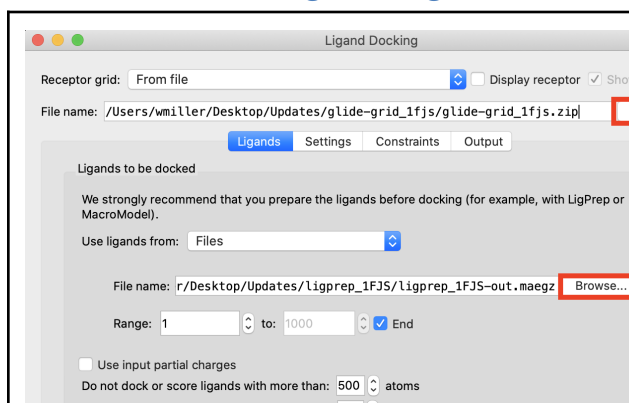 Ligand Docking
Receptor grid: From file Display receptor Sho
File name: /Users/wmiller/Desktop/Updates/glide-grid_1fjs/glide-grid_1fjs.zip
Ligands Settings Constraints Output
Ligands to be docked
We strongly recommend that you prepare the ligands before docking (for example, with LigPrep or
MacroModel).
Use ligands from: Files
File name: r/Desktop/Updates/ligprep_1FJS/ligprep_1FJS-out.maegz Browse...
Range: 1 to: 1000 End
Use input partial charges
Do not dock or score ligands with more than: 500 atoms